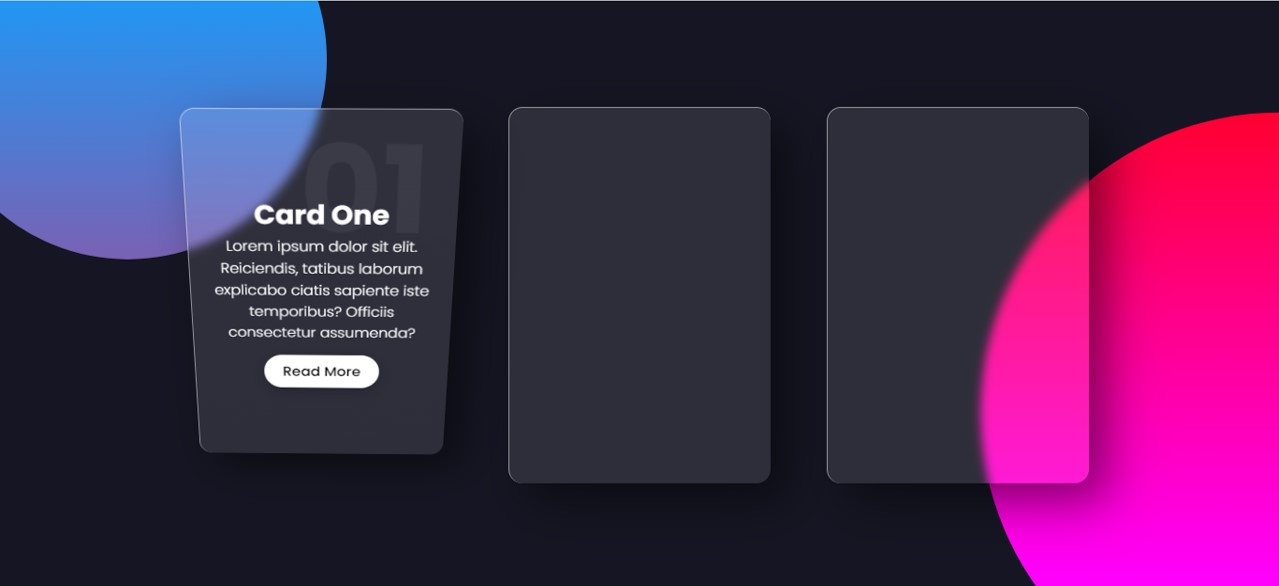 01
Card One
Lorem ipsum dolor sit elit.
Reiciendis, tatibus laborum
explicabo ciatis sapiente iste
temporibus? Officiis
consectetur assumenda?
Read More